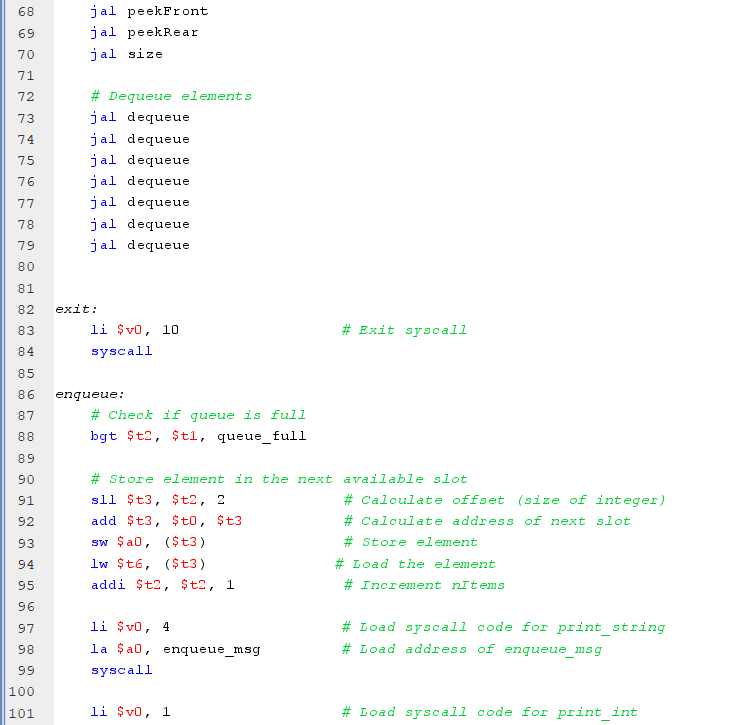 68 jal peekFront
69 jal peekRear
70 jal size
71
72 # Dequeue elements
73 jal dequeue
74 jal dequeue
75 jal dequeue
76 jal dequeue
77 jal dequeue
78 jal dequeue
79 jal dequeue
80
81
82 exit:
83 li $v0, 10 # Exit syscall
84 syscall
85
86 enqueue:
87 # Check if queue is full
88 bgt $t2, $t1, queue_full
89
90 # Store element in the next available slot
91 sll $t3, $t2, 2 # Calculate offset (size of integer)
92 add $t3, $t0, $t3 # Calculate address of next slot
93 sw $a0, ($t3) # Store element
94 lw $t6, ($t3) # Load the element
95 addi $t2, $t2, 1 # Increment nItems
96
97 li $v0, 4 # Load syscall code for print_string
98 la $a0, enqueue_msg # Load address of enqueue_msg
99 syscall
100
101 li $v0, 1 # Load syscall code for print_int